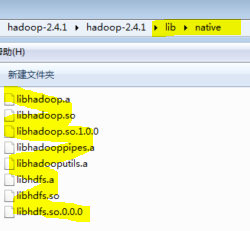 hadoop-2.4.1 ▸ hadoop-2.4.1 ▸ lib ▸ native
助(H)
新建文件夹
libhadoop.a
libhadoop.so
libhadoop.so.1.0.0
libhadooppipes.a
libhadooputils.a
libhdfs.a
libhdfs.so
libhdfs.so.0.0.0